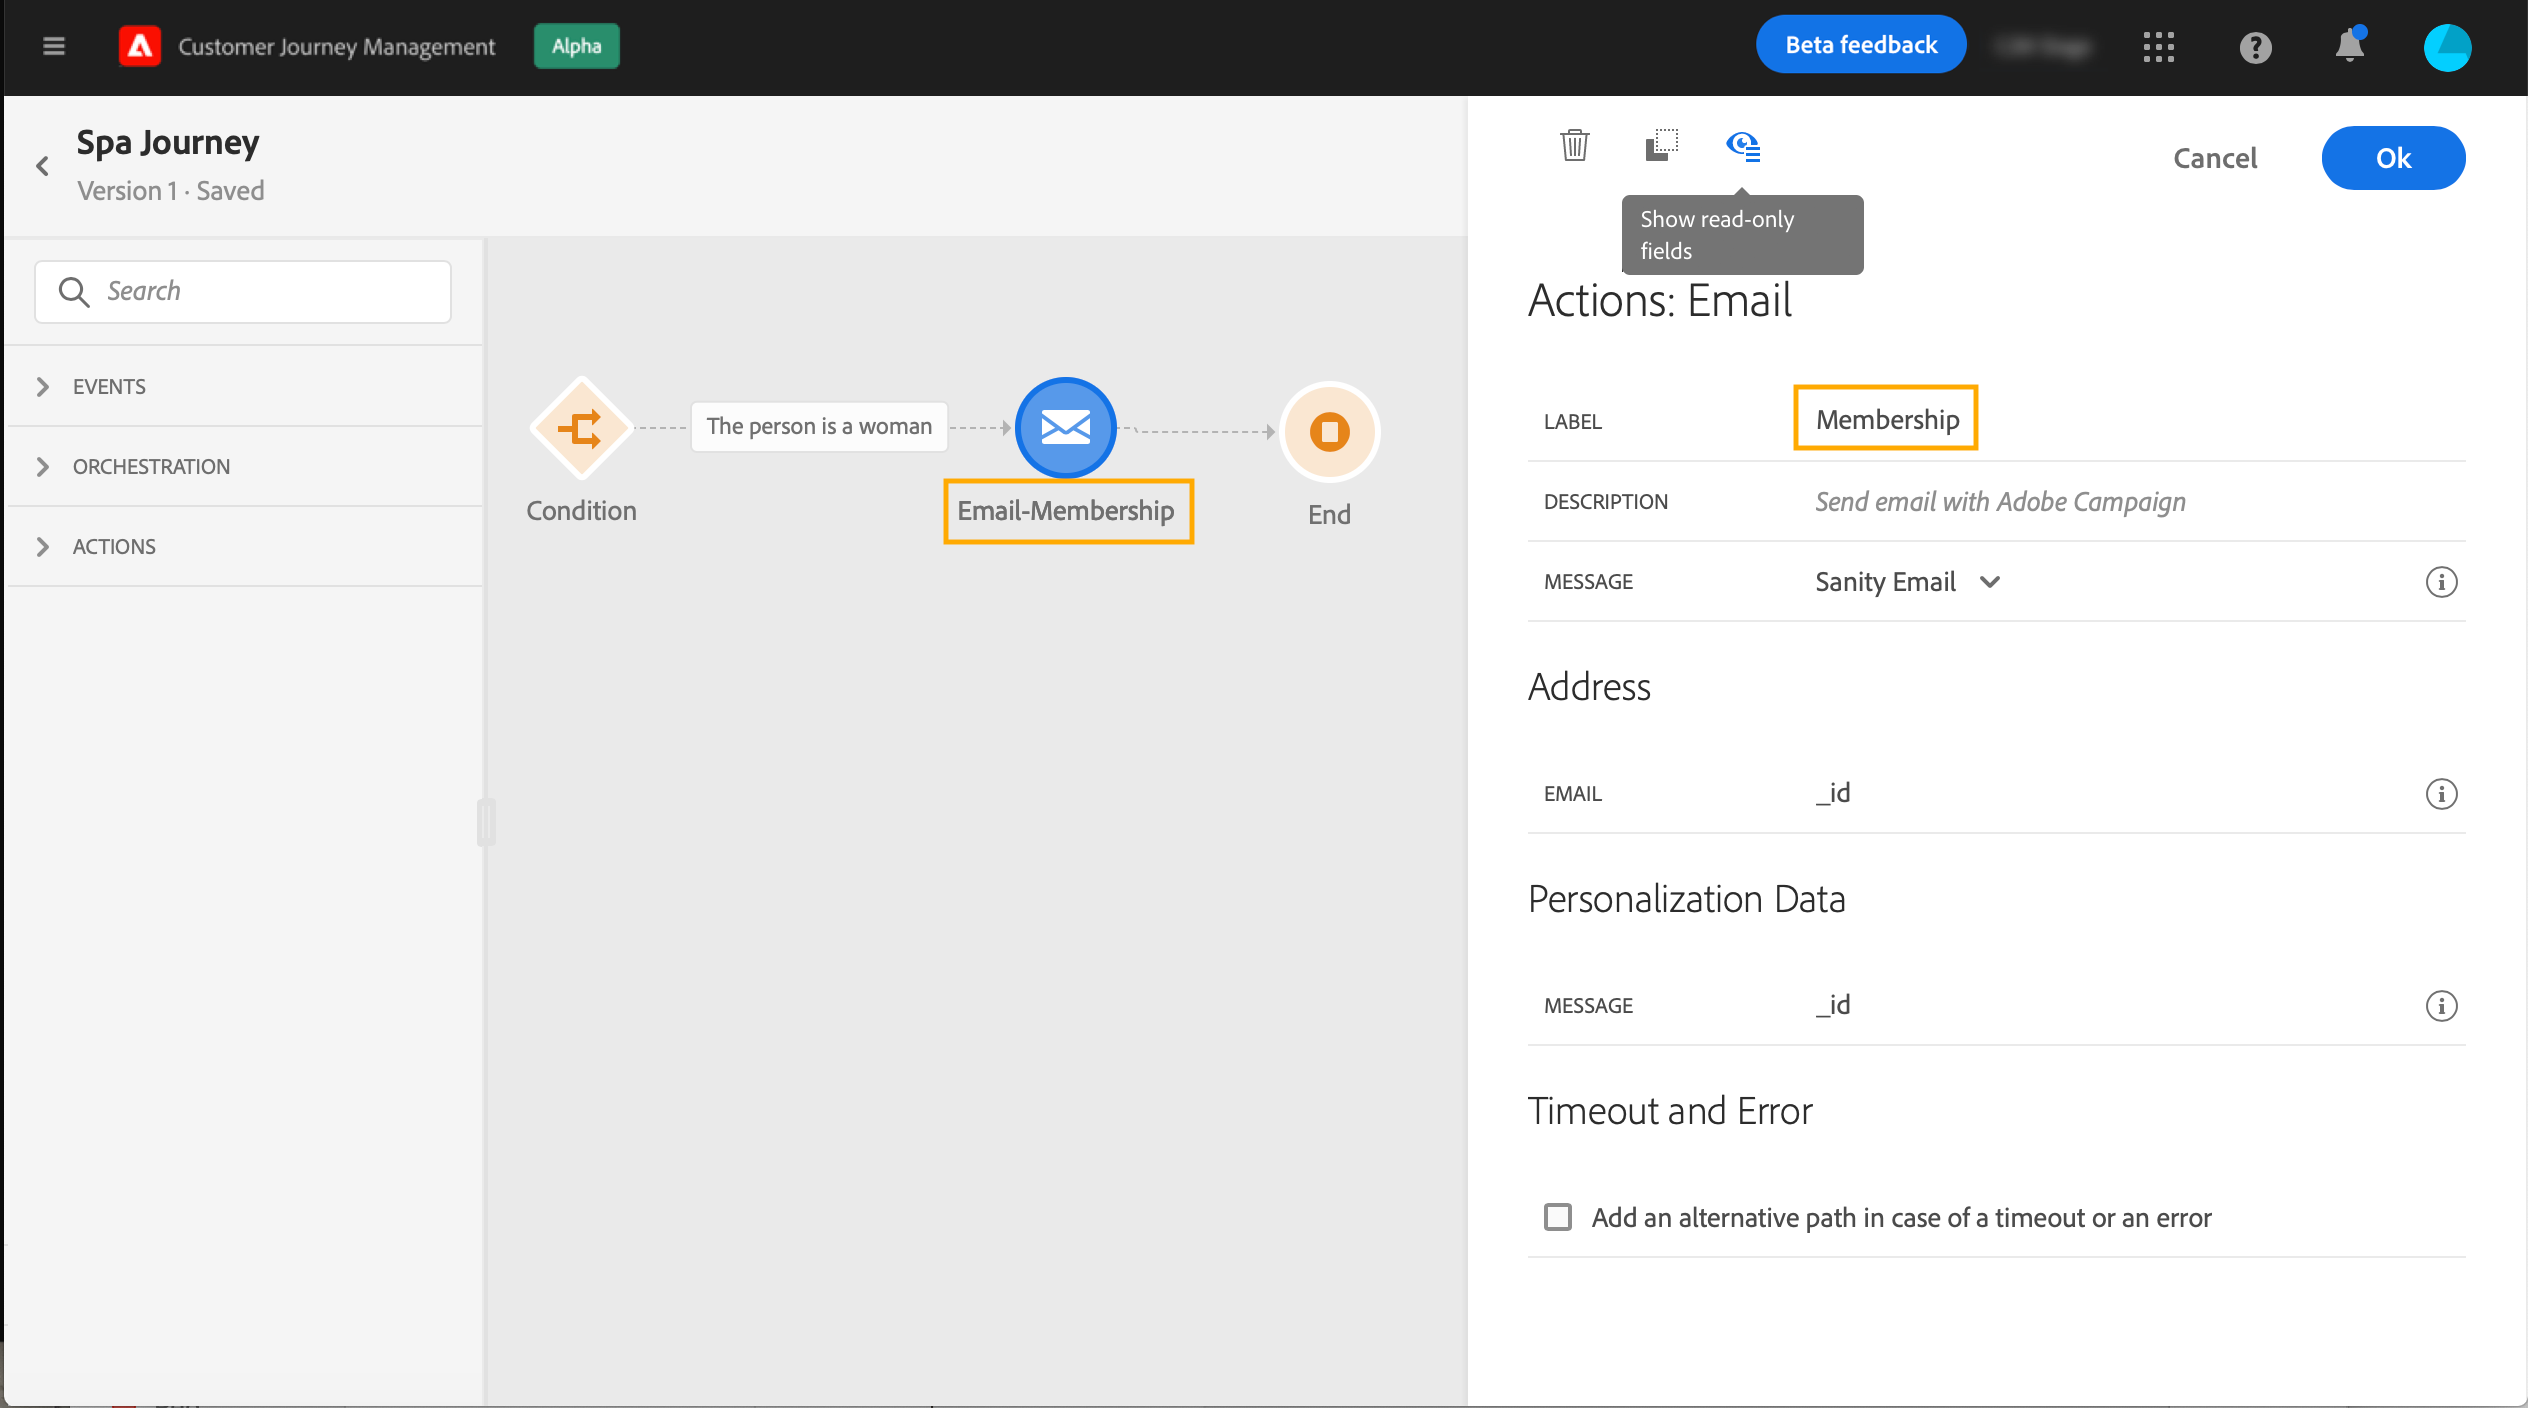 Customer Journey Management
Alpha
Beta feedback
Spa Journey
Version 1 · Saved
Cancel
Ok
Show read-only
fields
Search
EVENTS
ORCHESTRATION
ACTIONS
Condition
The person is a woman
Email-Membership
End
Actions: Email
LABEL
Membership
DESCRIPTION
Send email with Adobe Campaign
MESSAGE
Sanity Email
Address
EMAIL
_id
Personalization Data
MESSAGE
_id
Timeout and Error
Add an alternative path in case of a timeout or an error